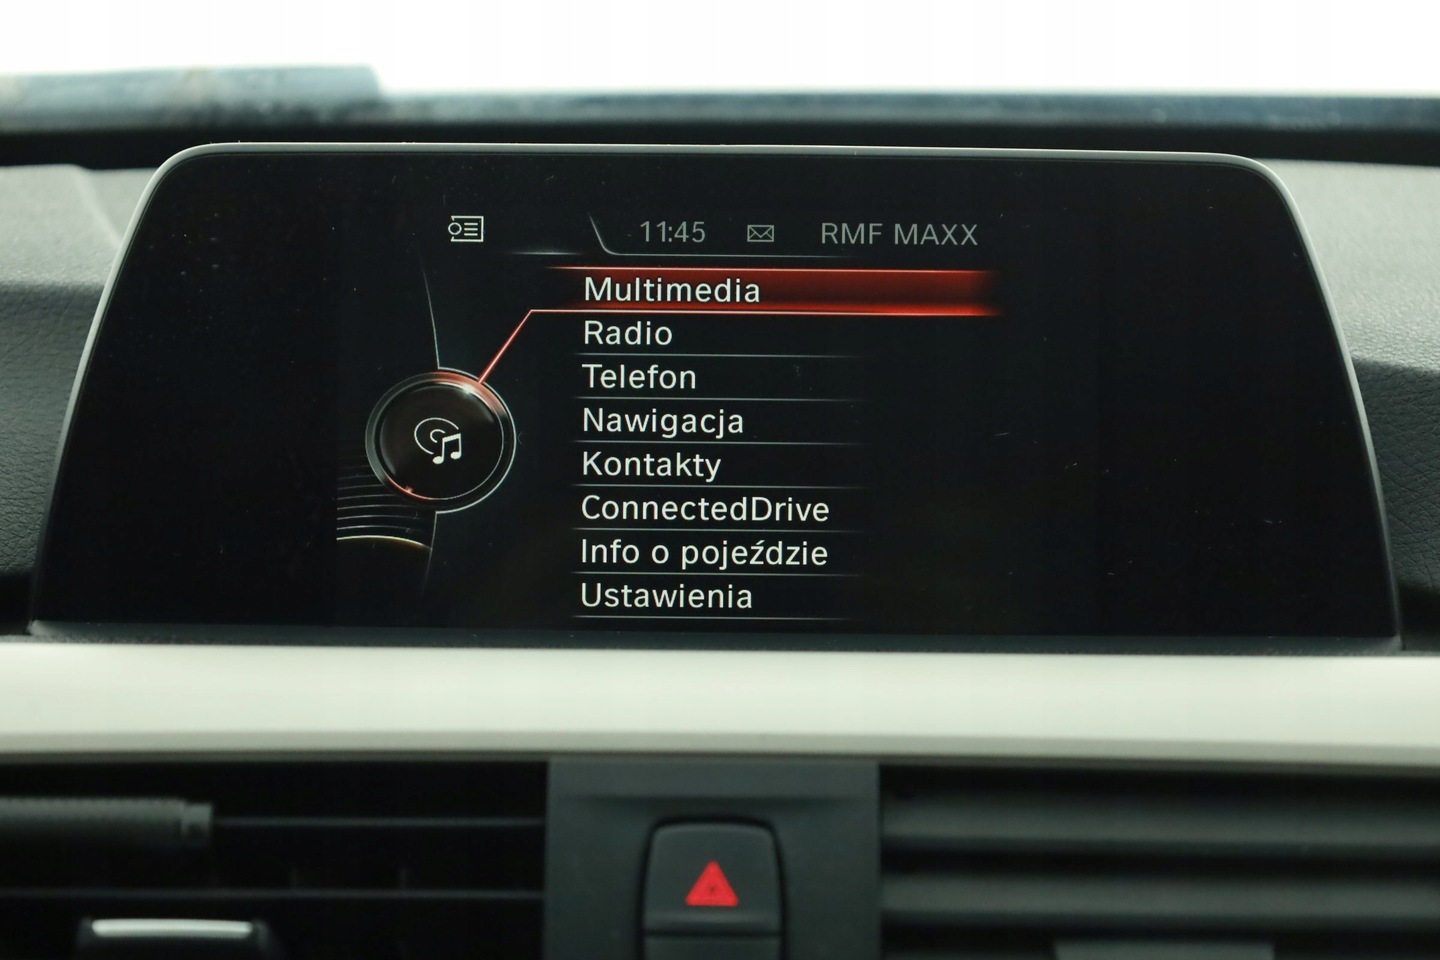 11:45 RMF MAXX
Multimedia
Radio
Telefon
Nawigacja
Kontakty
ConnectedDrive
Info o pojeździe
Ustawienia